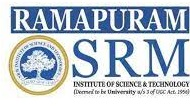 RAMAPURAM
SRM
INSTITUTE OF SCIENCE & TECHNOLOGY
(Deemed to be University u/s 3 of UGC Act, 1956)